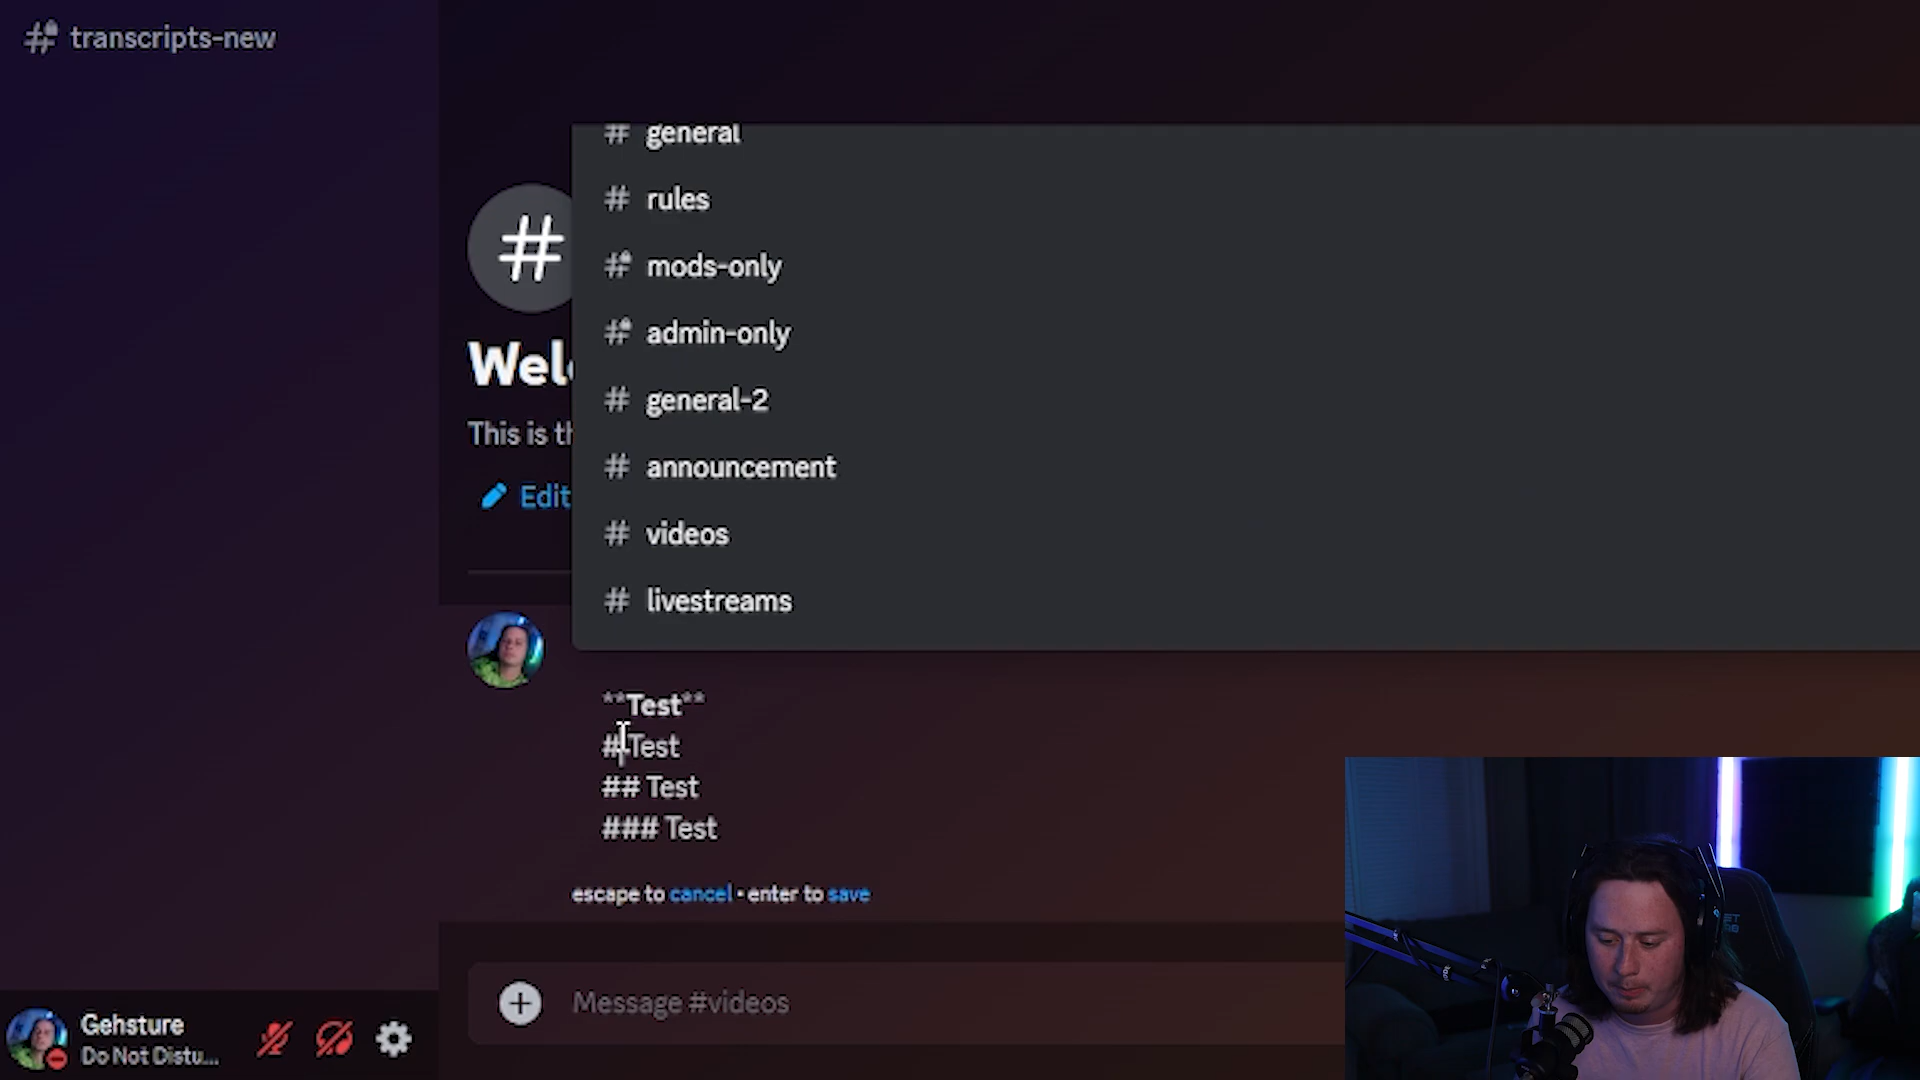 transcripts-new
# general
# rules
# mods-only
# admin-only
# general-2
# announcement
# videos
# livestreams
#
Wel
This is th
Edit
**Test**
# Test
## Test
### Test
escape to cancel • enter to save
Message #videos
Gehsture
Do Not Distu...